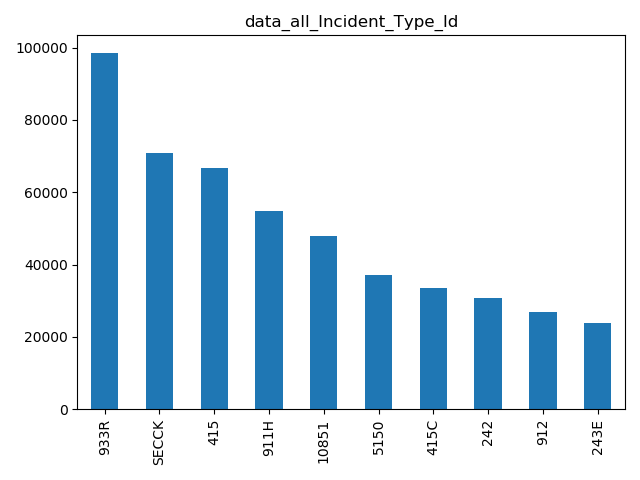 data_all_Incident_Type_Id
100000
80000
60000
40000
20000
0
933R
SECCK
415
911H
10851
5150
415C
242
912
243E